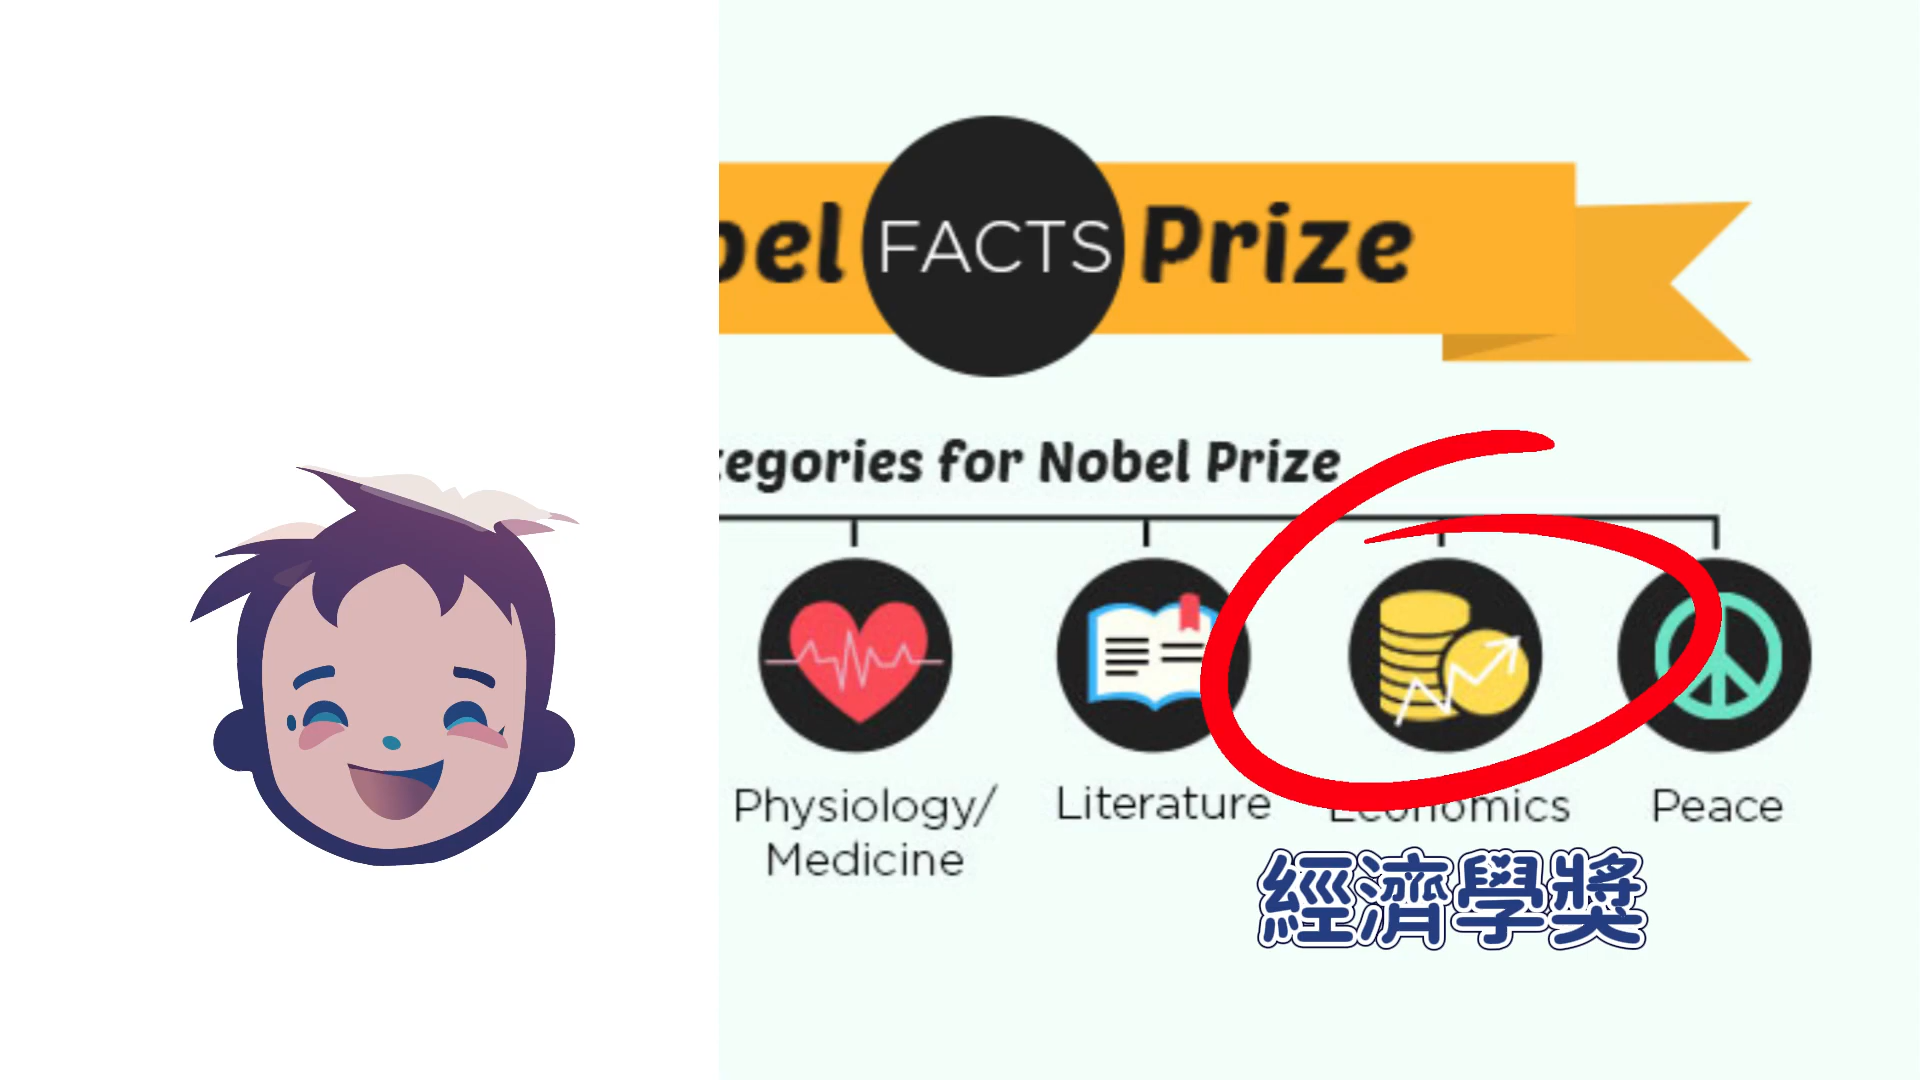 bel FACTS Prize
tegories for Nobel Prize
Physiology/
Medicine
Literature
Economics
Peace
經濟學獎